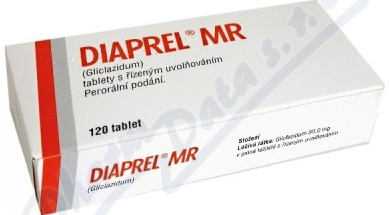 DIAPREL® MR
(Gliclazidum)
tablety s řízeným uvolňováním
Perorální podání.
120 tablet
Složení
Léčivá látka: Gliclazidum 30,0 mg
v jedné tabletě s řízeným uvolňováním.
DIAPREL® MR
(Gliclazidum)